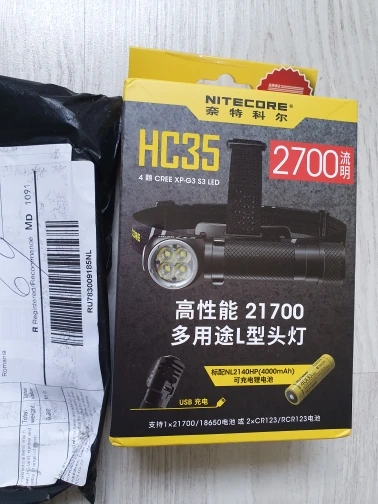 NITECORE®
奈特科尔
HC35
2700流明
4 颗 CREE XP-G3 S3 LED
NITECORE
高性能 21700
多用途L型头灯
标配NL2140HP(4000mAh)
可充电锂电池
USB 充电
支持1×21700/18650电池 或 2×CR123/RCR123电池
R Registered/Recommandé MD 1091
RU783009185NL
Romania